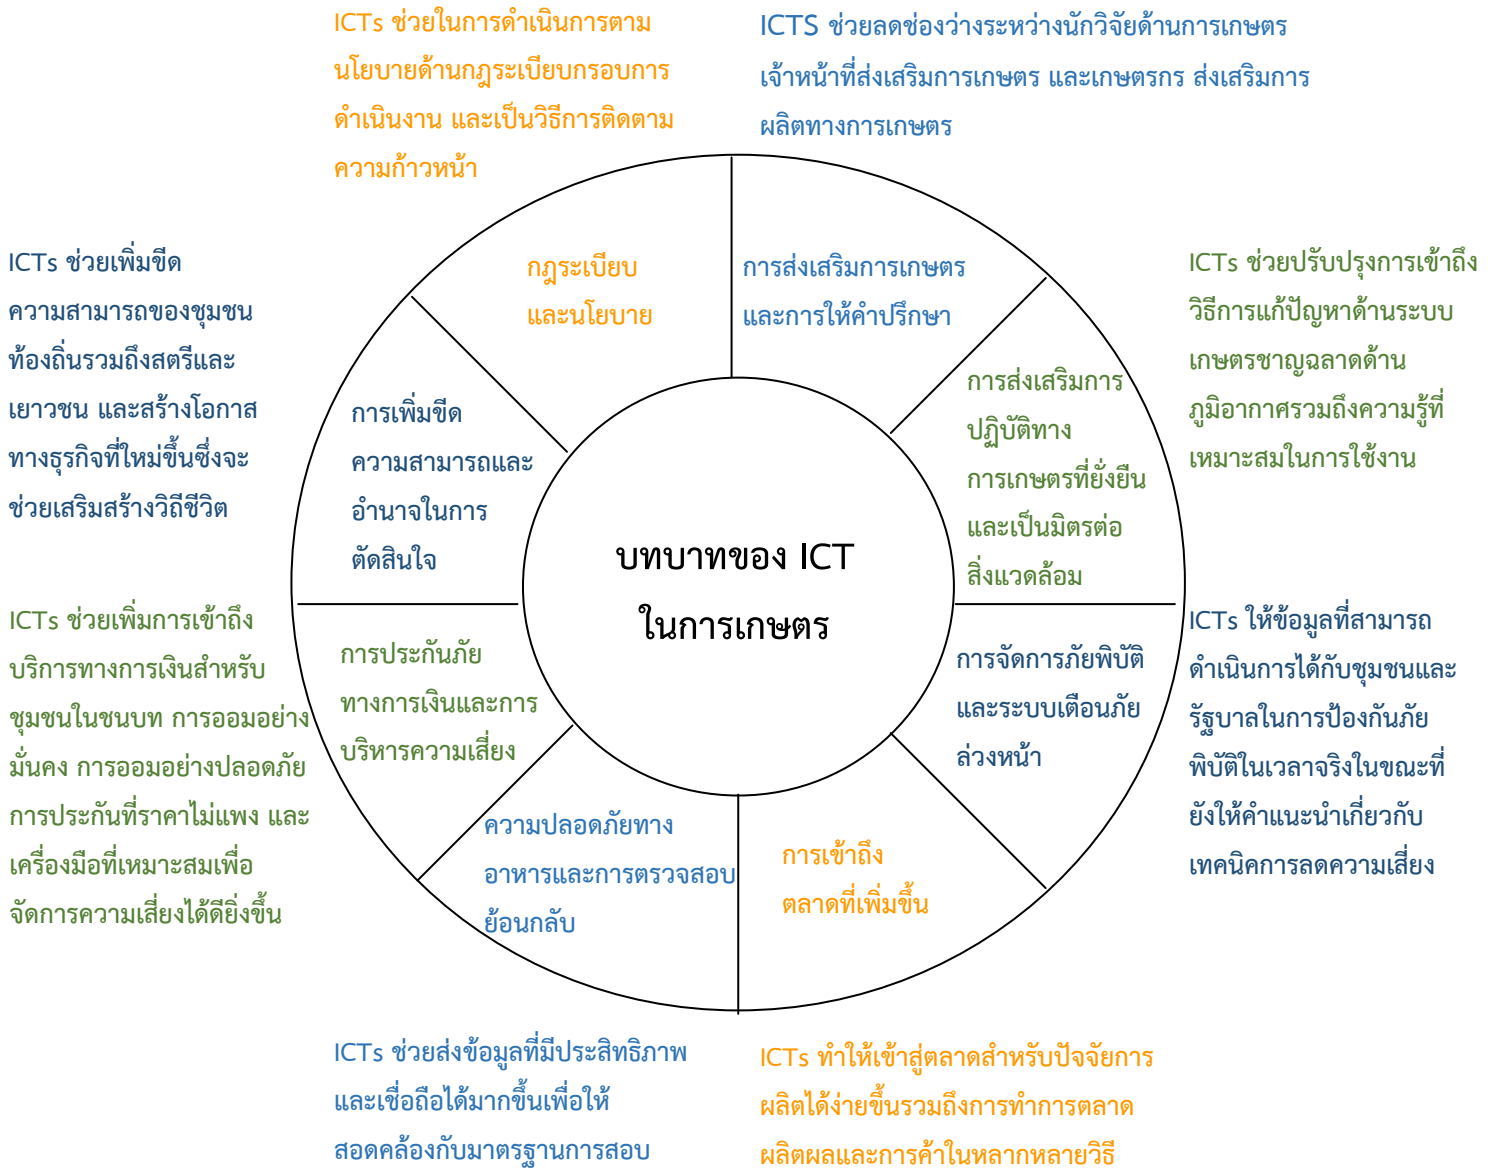 ICTs ช่วยในการดำเนินการตาม
นโยบายด้านกฎระเบียบกรอบการ
ดำเนินงาน และเป็นวิธีการติดตาม
ความก้าวหน้า
ICTS ช่วยลดช่องว่างระหว่างนักวิจัยด้านการเกษตร
เจ้าหน้าที่ส่งเสริมการเกษตร และเกษตรกร ส่งเสริมการ
ผลิตทางการเกษตร
ICTs ช่วยเพิ่มขีด
ความสามารถของชุมชน
ท้องถิ่นรวมถึงสตรีและ
เยาวชน และสร้างโอกาส
ทางธุรกิจที่ใหม่ขึ้นซึ่งจะ
ช่วยเสริมสร้างวิถีชีวิต
กฎระเบียบ
และนโยบาย
การส่งเสริมการเกษตร
และการให้คำปรึกษา
ICTs ช่วยปรับปรุงการเข้าถึง
วิธีการแก้ปัญหาด้านระบบ
เกษตรชาญฉลาดด้าน
ภูมิอากาศรวมถึงความรู้ที่
เหมาะสมในการใช้งาน
การเพิ่มขีด
ความสามารถและ
อำนาจในการ
ตัดสินใจ
การส่งเสริมการ
ปฏิบัติทาง
การเกษตรที่ยั่งยืน
และเป็นมิตรต่อ
สิ่งแวดล้อม
บทบาทของ ICT
ในการเกษตร
ICTs ช่วยเพิ่มการเข้าถึง
บริการทางการเงินสำหรับ
ชุมชนในชนบท การออมอย่าง
มั่นคง การออมอย่างปลอดภัย
การประกันที่ราคาไม่แพง และ
เครื่องมือที่เหมาะสมเพื่อ
จัดการความเสี่ยงได้ดียิ่งขึ้น
การประกันภัย
ทางการเงินและการ
บริหารความเสี่ยง
การจัดการภัยพิบัติ
และระบบเตือนภัย
ล่วงหน้า
ICTs ให้ข้อมูลที่สามารถ
ดำเนินการได้กับชุมชนและ
รัฐบาลในการป้องกันภัย
พิบัติในเวลาจริงในขณะที่
ยังให้คำแนะนำเกี่ยวกับ
เทคนิคการลดความเสี่ยง
ความปลอดภัยทาง
อาหารและการตรวจสอบ
ย้อนกลับ
การเข้าถึง
ตลาดที่เพิ่มขึ้น
ICTs ช่วยส่งข้อมูลที่มีประสิทธิภาพ
และเชื่อถือได้มากขึ้นเพื่อให้
สอดคล้องกับมาตรฐานการสอบ
ICTs ทำให้เข้าสู่ตลาดสำหรับปัจจัยการ
ผลิตได้ง่ายขึ้นรวมถึงการทำการตลาด
ผลิตผลและการค้าในหลากหลายวิธี